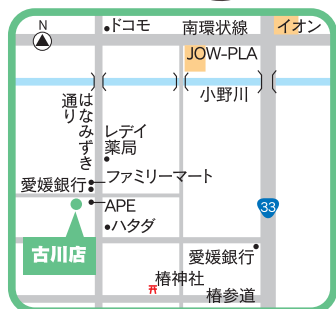 N
ドコモ
南環状線
イオン
JOW-PLA
小野川
はなみずき
通り
レデイ
薬局
ファミリーマート
愛媛銀行
APE
33
ハタダ
古川店
愛媛銀行
椿神社
椿参道